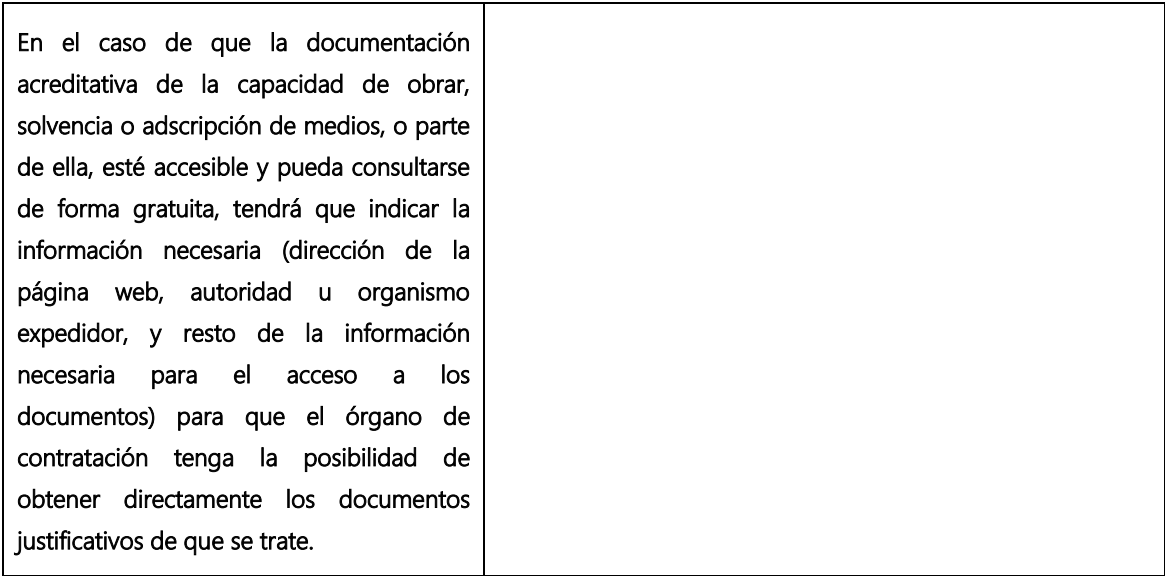 En el caso de que la documentación
acreditativa de la capacidad de obrar,
solvencia o adscripción de medios, o parte
de ella, esté accesible y pueda consultarse
de forma gratuita, tendrá que indicar la
información necesaria (dirección de la
página web, autoridad u organismo
expedidor, y resto de la información
necesaria para el acceso a los
documentos) para que el órgano de
contratación tenga la posibilidad de
obtener directamente los documentos
justificativos de que se trate.